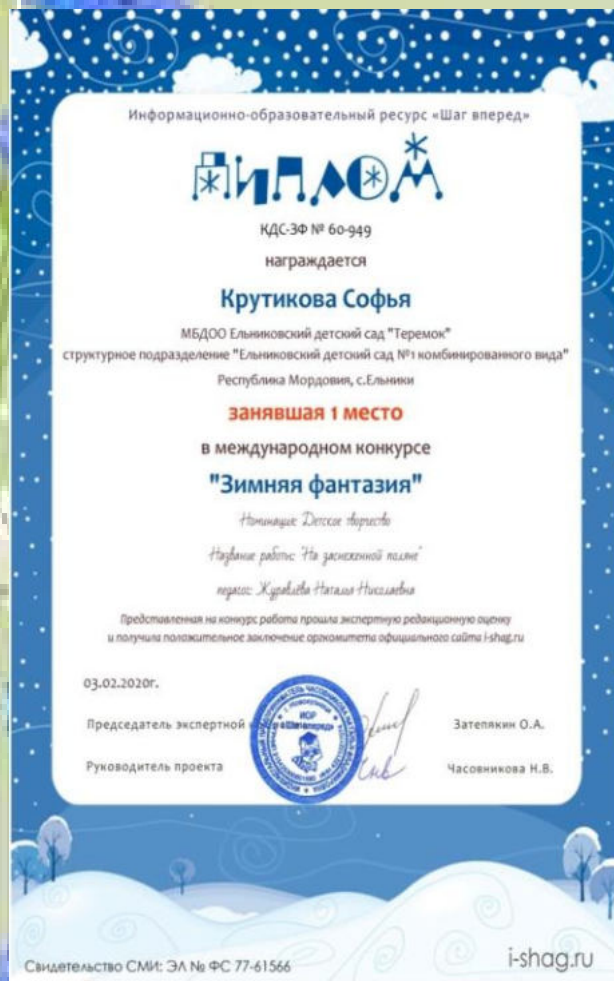 Информационно-образовательный ресурс «Шаг вперед»
ДИПЛОМ
КДС-ЗФ № 60-949
награждается
Крутикова Софья
МБДОО Ельниковский детский сад "Теремок"
структурное подразделение "Ельниковский детский сад №1 комбинированного вида"
Республика Мордовия, с.Ельники
занявшая 1 место
в международном конкурсе
"Зимняя фантазия"
Номинация: Детское творчество
Название работы: "На заснеженной поляне"
педагог: Журавлёва Наталья Николаевна
Представленная на конкурс работа прошла экспертную редакционную оценку
и получила положительное заключение оргкомитета официального сайта i-shag.ru
03.02.2020г.
Председатель экспертной Затепякин О.А.
ИОР
«Шаг вперед»
Руководитель проекта Часовникова Н.В.
Свидетельство СМИ: ЭЛ № ФС 77-61566
i-shag.ru